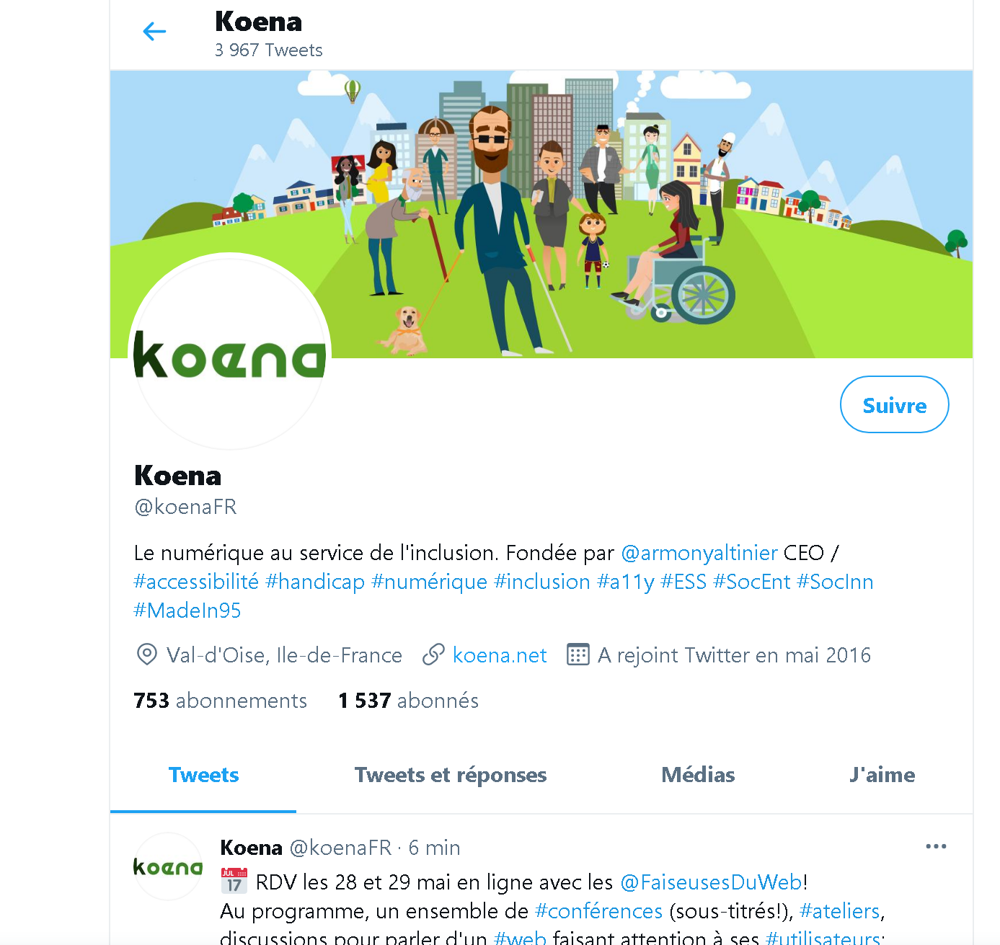 Koena
3 967 Tweets
koena
Suivre
Koena
@koenaFR
Le numérique au service de l'inclusion. Fondée par @armonyaltinier CEO /
#accessibilité #handicap #numérique #inclusion #a11y #ESS #SocEnt #SocInn
#MadeIn95
Val-d'Oise, Ile-de-France koena.net A rejoint Twitter en mai 2016
753 abonnements 1 537 abonnés
Tweets Tweets et réponses Médias J'aime
koena
Koena @koenaFR · 6 min
JUL 17 RDV les 28 et 29 mai en ligne avec les @FaiseusesDuWeb!
Au programme, un ensemble de #conférences (sous-titrés!), #ateliers,
discussions pour parler d'un #web faisant attention à ses #utilisateurs: